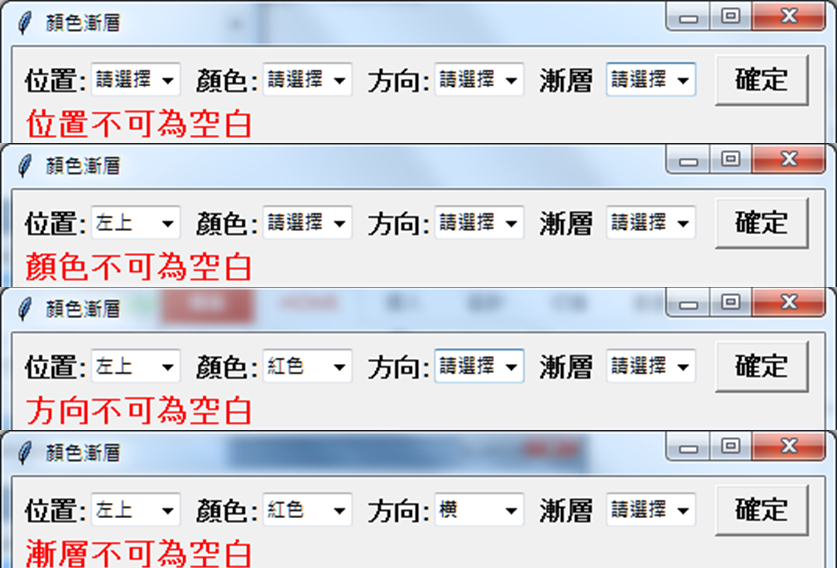 顏色漸層
位置: 請選擇 顏色: 請選擇 方向: 請選擇 漸層 請選擇 確定
位置不可為空白
顏色漸層
位置: 左上 顏色: 請選擇 方向: 請選擇 漸層 請選擇 確定
顏色不可為空白
顏色漸層
位置: 左上 顏色: 紅色 方向: 請選擇 漸層 請選擇 確定
方向不可為空白
顏色漸層
位置: 左上 顏色: 紅色 方向: 橫 漸層 請選擇 確定
漸層不可為空白